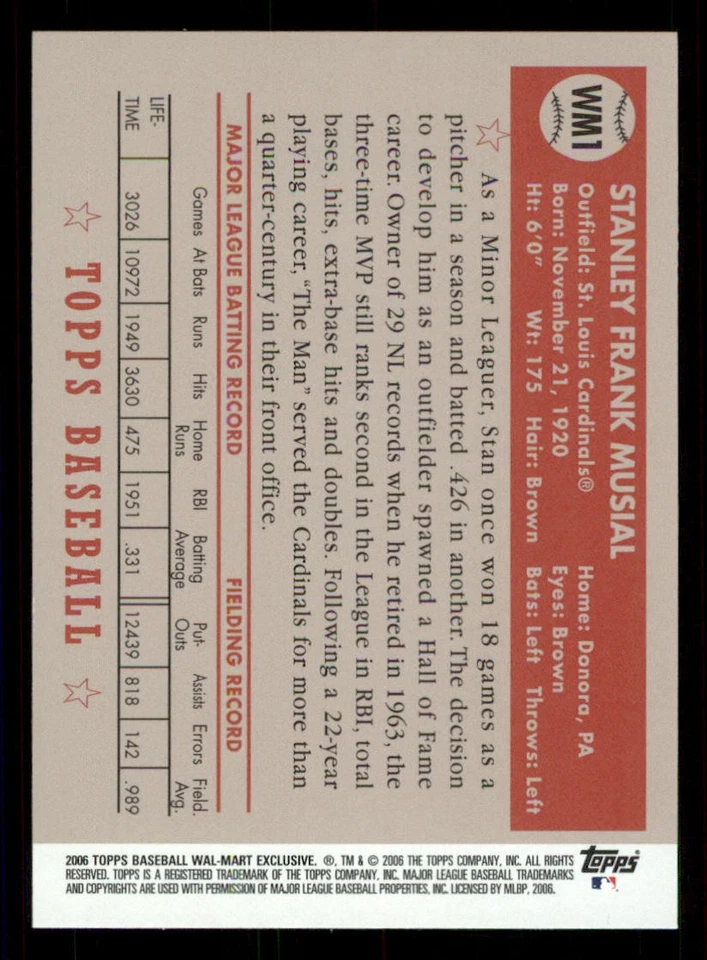 WM1
STANLEY FRANK MUSIAL
Outfield: St. Louis Cardinals® Home: Donora, PA
Born: November 21, 1920 Eyes: Brown
Ht: 6'0" Wt: 175 Hair: Brown Bats: Left Throws: Left
As a Minor Leaguer, Stan once won 18 games as a
pitcher in a season and batted .426 in another. The decision
to develop him as an outfielder spawned a Hall of Fame
career. Owner of 29 NL records when he retired in 1963, the
three-time MVP still ranks second in the League in RBI, total
bases, hits, extra-base hits and doubles. Following a 22-year
playing career, "The Man" served the Cardinals for more than
a quarter-century in their front office.
MAJOR LEAGUE BATTING RECORD FIELDING RECORD
Games At Bats Runs Hits Home Runs RBI Batting Average Put-Outs Assists Errors Field. Avg.
LIFE-
TIME 3026 10972 1949 3630 475 1951 .331 12439 818 142 .989
TOPPS BASEBALL
2006 TOPPS BASEBALL WAL-MART EXCLUSIVE. ®, TM & © 2006 THE TOPPS COMPANY, INC. ALL RIGHTS
RESERVED. TOPPS IS A REGISTERED TRADEMARK OF THE TOPPS COMPANY, INC. MAJOR LEAGUE BASEBALL TRADEMARKS
AND COPYRIGHTS ARE USED WITH PERMISSION OF MAJOR LEAGUE BASEBALL PROPERTIES, INC. LICENSED BY MLBP, 2006.
Topps